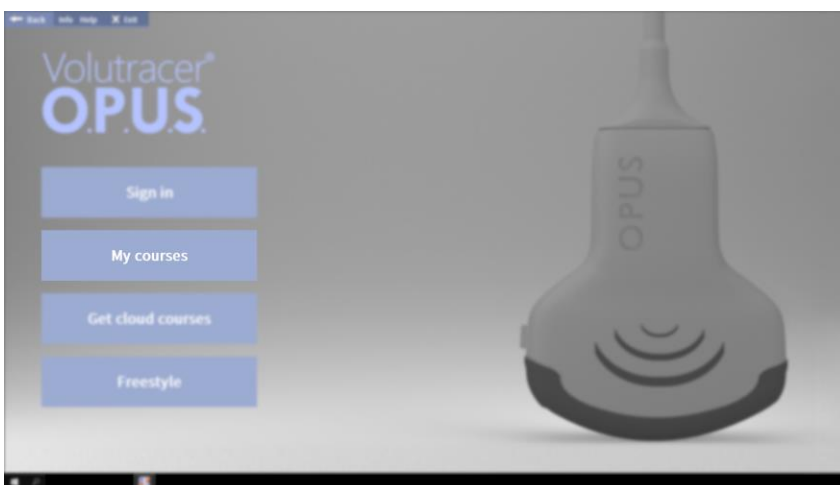 Back Info Help X Exit
Volutracer®
O.P.U.S.
Sign in
My courses
Get cloud courses
Freestyle
OPUS